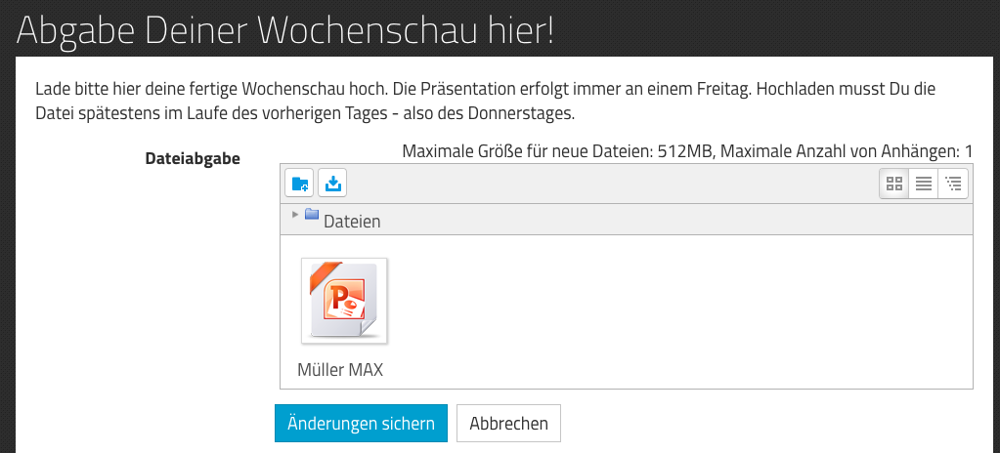 Abgabe Deiner Wochenschau hier!
Lade bitte hier deine fertige Wochenschau hoch. Die Präsentation erfolgt immer an einem Freitag. Hochladen musst Du die
Datei spätestens im Laufe des vorherigen Tages - also des Donnerstages.
Maximale Größe für neue Dateien: 512MB, Maximale Anzahl von Anhängen: 1
Dateiabgabe
Dateien
P
Müller MAX
Änderungen sichern
Abbrechen